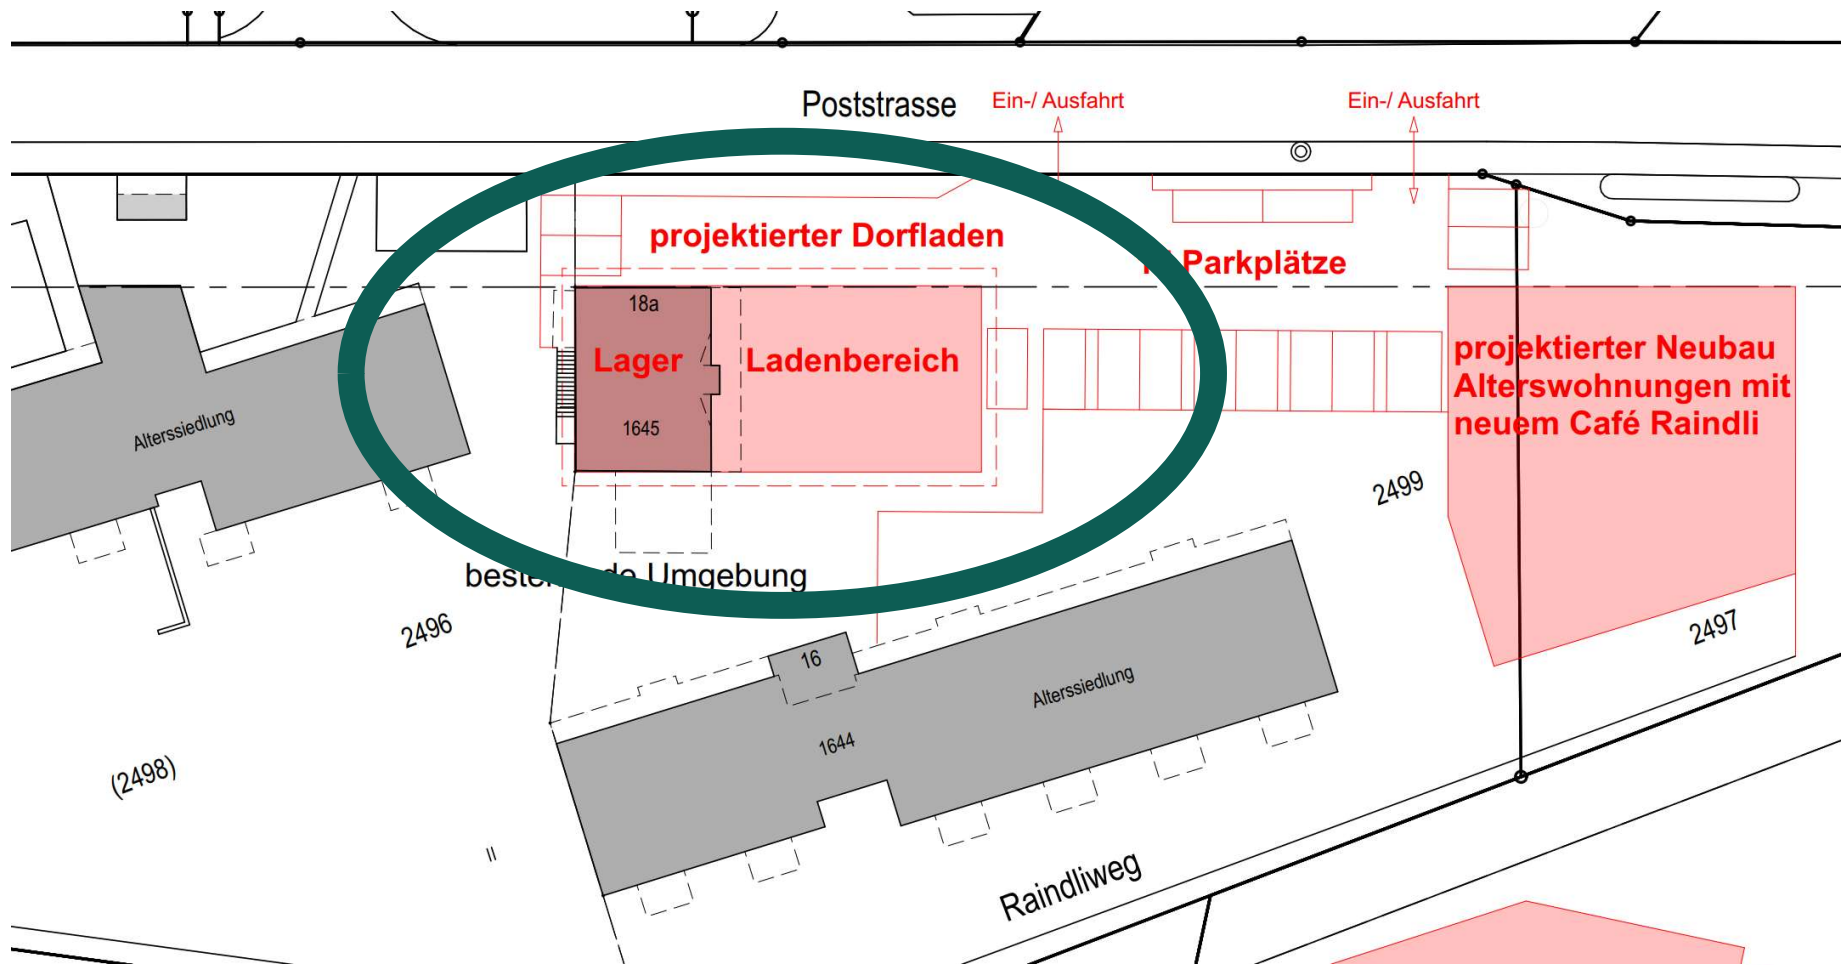 Poststrasse
Ein-/ Ausfahrt
Ein-/ Ausfahrt
projektierter Dorfladen
Parkplätze
18a
Lager
Ladenbereich
1645
projektierter Neubau
Alterswohnungen mit
neuem Café Raindli
Alterssiedlung
2499
Umgebung
2496
2497
16
Alterssiedlung
1644
(2498)
Raindliweg